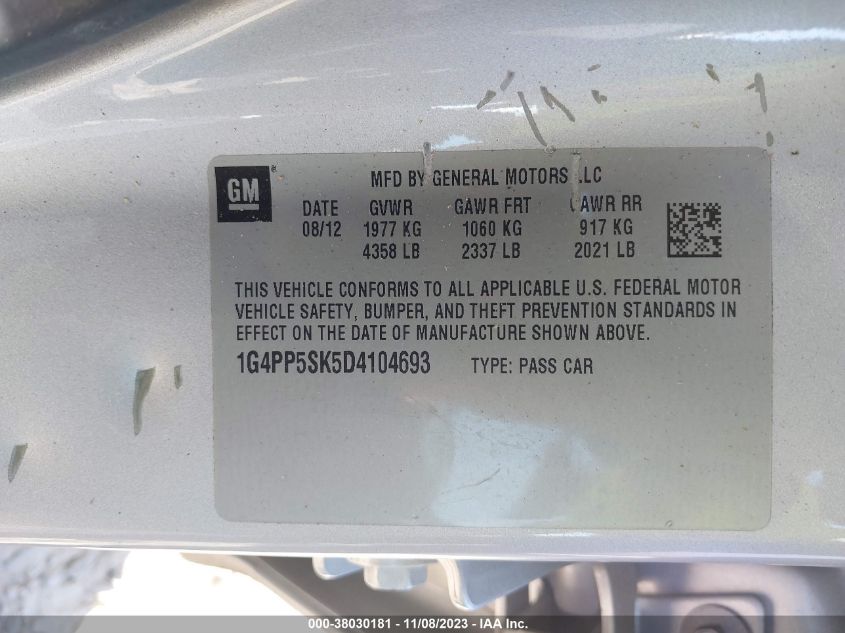 GM
MFD BY GENERAL MOTORS LLC
DATE GVWR GAWR FRT GAWR RR
08/12 1977 KG 1060 KG 917 KG
4358 LB 2337 LB 2021 LB
THIS VEHICLE CONFORMS TO ALL APPLICABLE U.S. FEDERAL MOTOR
VEHICLE SAFETY, BUMPER, AND THEFT PREVENTION STANDARDS IN
EFFECT ON THE DATE OF MANUFACTURE SHOWN ABOVE.
1G4PP5SK5D4104693 TYPE: PASS CAR
000-38030181 - 11/08/2023 - IAA Inc.